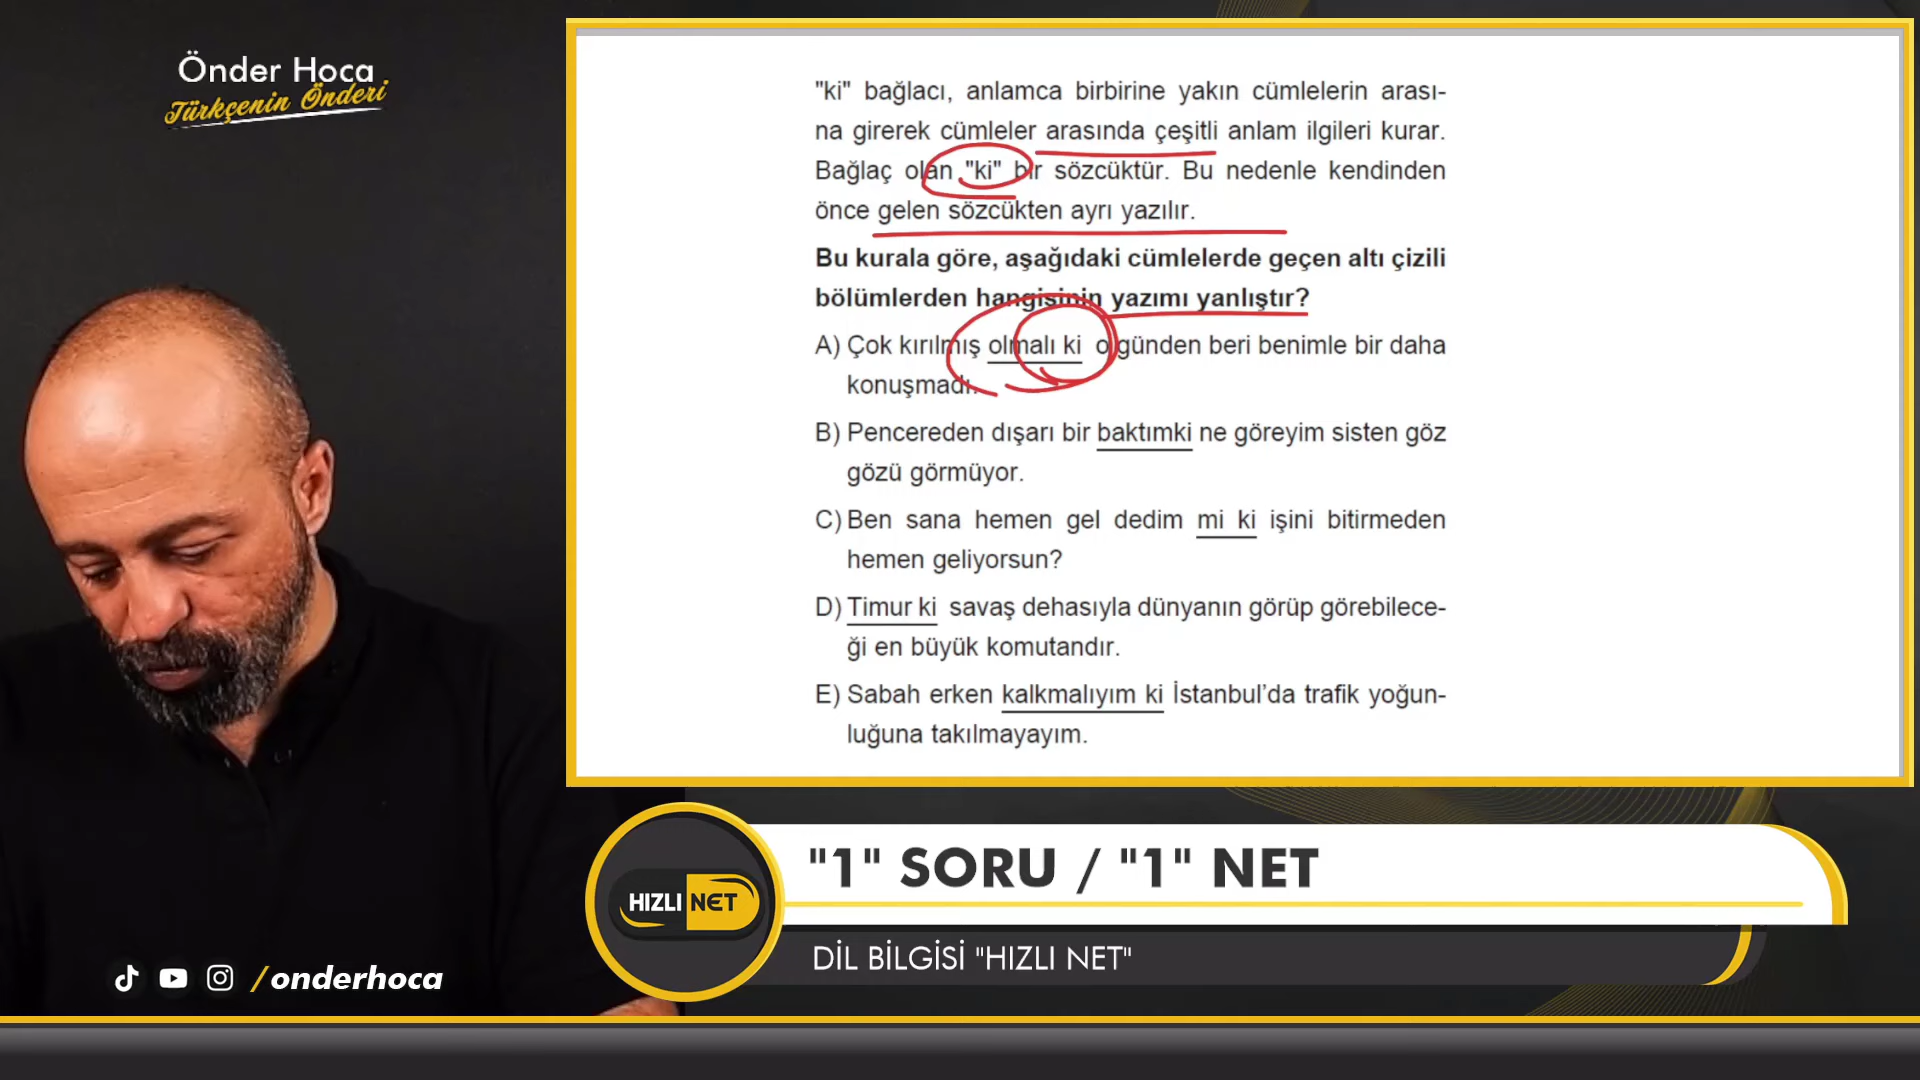 Önder Hoca
Türkçenin Önderi
"ki" bağlacı, anlamca birbirine yakın cümlelerin arası-
na girerek cümleler arasında çeşitli anlam ilgileri kurar.
Bağlaç olan "ki" bir sözcüktür. Bu nedenle kendinden
önce gelen sözcükten ayrı yazılır.
Bu kurala göre, aşağıdaki cümlelerde geçen altı çizili
bölümlerden hangisinin yazımı yanlıştır?
A) Çok kırılmış olmalı ki o günden beri benimle bir daha
konuşmadı.
B) Pencereden dışarı bir baktımki ne göreyim sisten göz
gözü görmüyor.
C) Ben sana hemen gel dedim mi ki işini bitirmeden
hemen geliyorsun?
D) Timur ki savaş dehasıyla dünyanın görüp görebilece-
ği en büyük komutandır.
E) Sabah erken kalkmalıyım ki İstanbul'da trafik yoğun-
luğuna takılmayayım.
"1" SORU / "1" NET
HIZLI NET
DİL BİLGİSİ "HIZLI NET"
/onderhoca